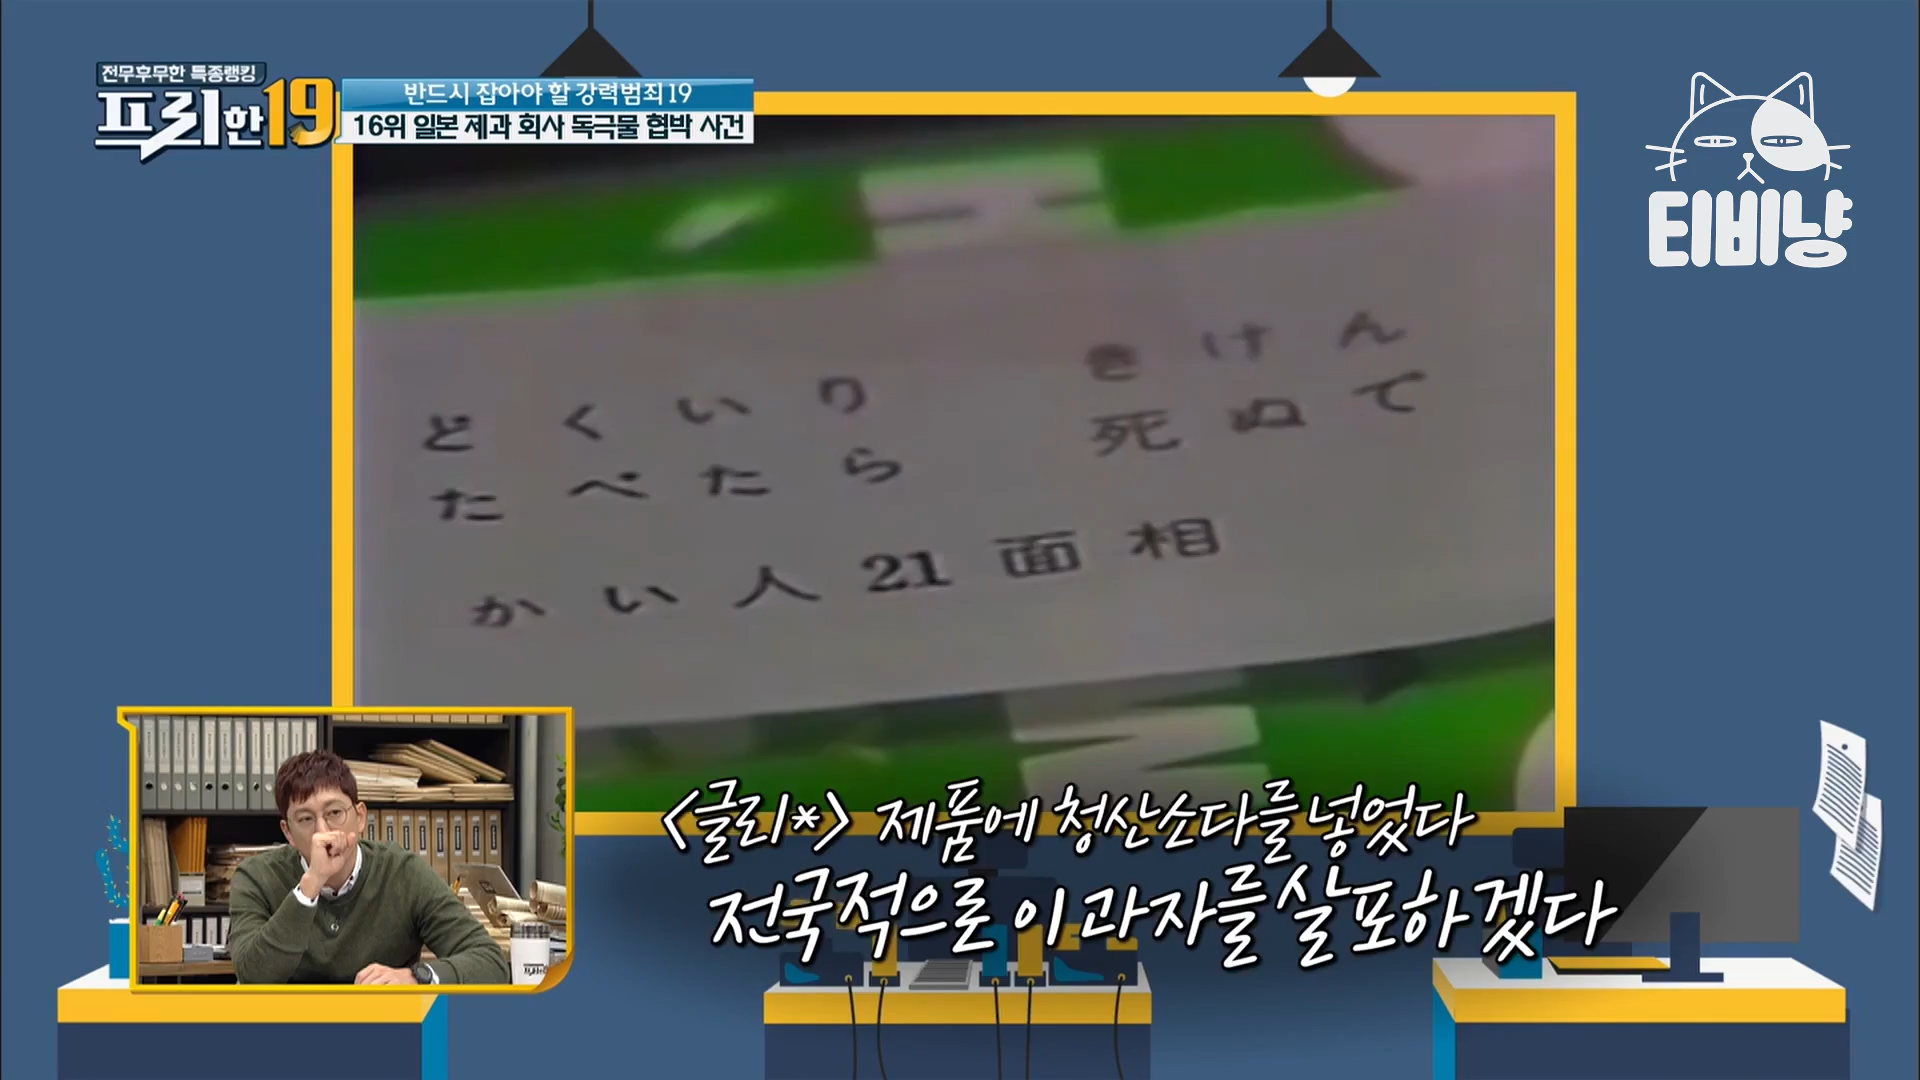 전무후무한 특종랭킹
프리한19
반드시 잡아야 할 강력범죄 19
16위 일본 제과 회사 독극물 협박 사건
티비냥
どくいり きけん
たべたら 死ぬで
かい人21面相
<글리*> 제품에 청산소다를 넣었다
전국적으로 이 과자를 살포하겠다